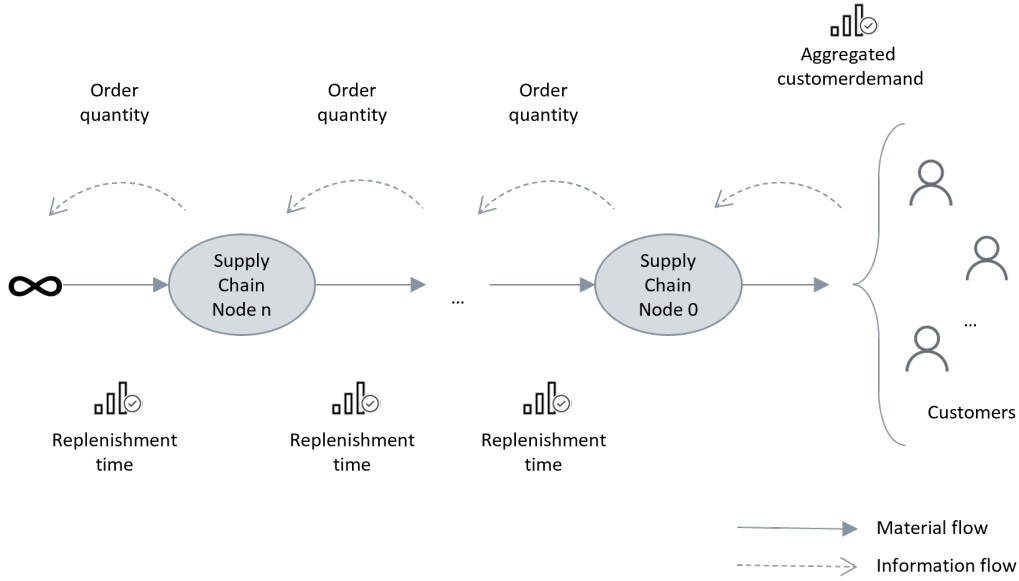 Aggregated
customerdemand
Order
quantity
Order
quantity
Order
quantity
Supply
Chain
Node n
...
Supply
Chain
Node 0
...
Customers
Replenishment
time
Replenishment
time
Replenishment
time
Material flow
Information flow